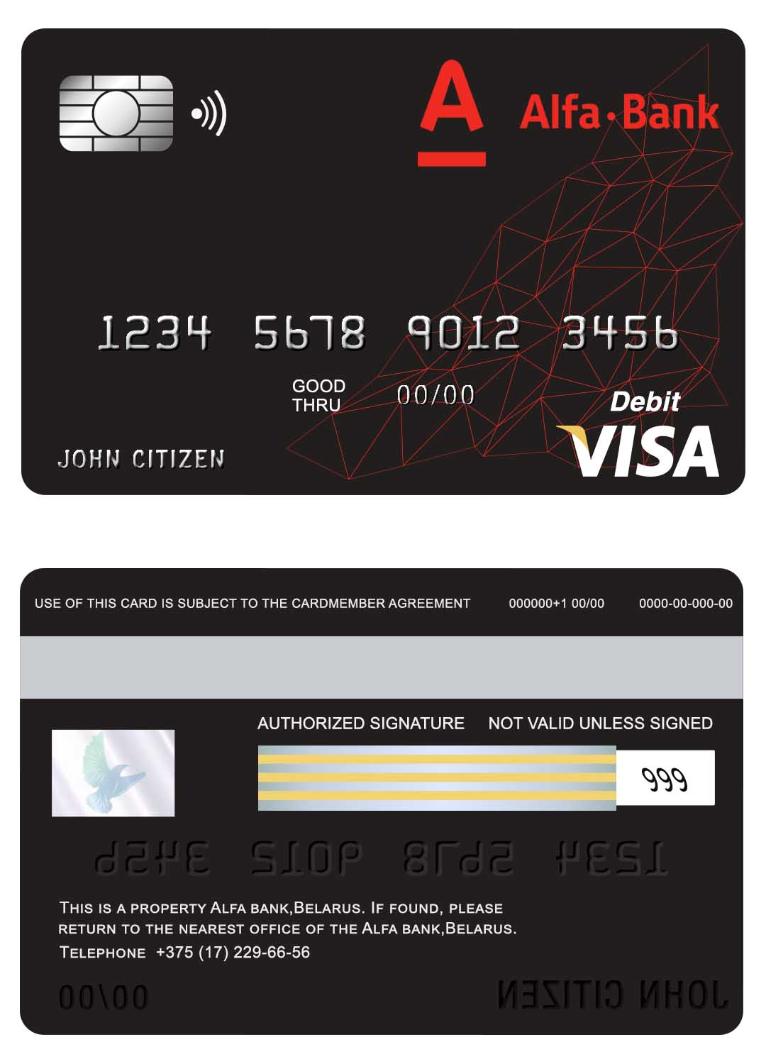 A Alfa·Bank
1234 5678 9012 3456
GOOD
THRU 00/00
Debit
VISA
JOHN CITIZEN
USE OF THIS CARD IS SUBJECT TO THE CARDMEMBER AGREEMENT 000000+1 00/00 0000-00-000-00
AUTHORIZED SIGNATURE NOT VALID UNLESS SIGNED
999
1234 5678 9012 3456
THIS IS A PROPERTY ALFA BANK,BELARUS. IF FOUND, PLEASE
RETURN TO THE NEAREST OFFICE OF THE ALFA BANK,BELARUS.
TELEPHONE +375 (17) 229-66-56
00/00 JOHN CITIZEN